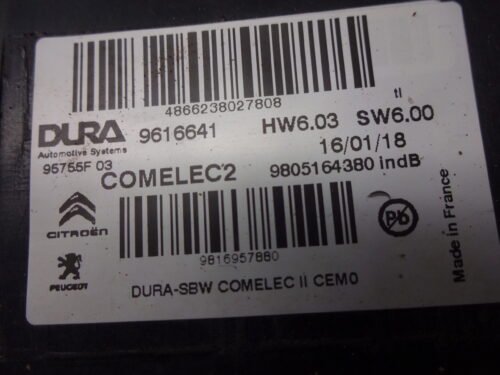 4866238027808
tl
DURA 9616641 HW6.03 SW6.00
Automotive Systems 16/01/18
95755F 03 COMELEC2 9805164380 indB
CITROËN
9816957880
Pb
PEUGEOT
DURA-SBW COMELEC II CEM0
Made in France